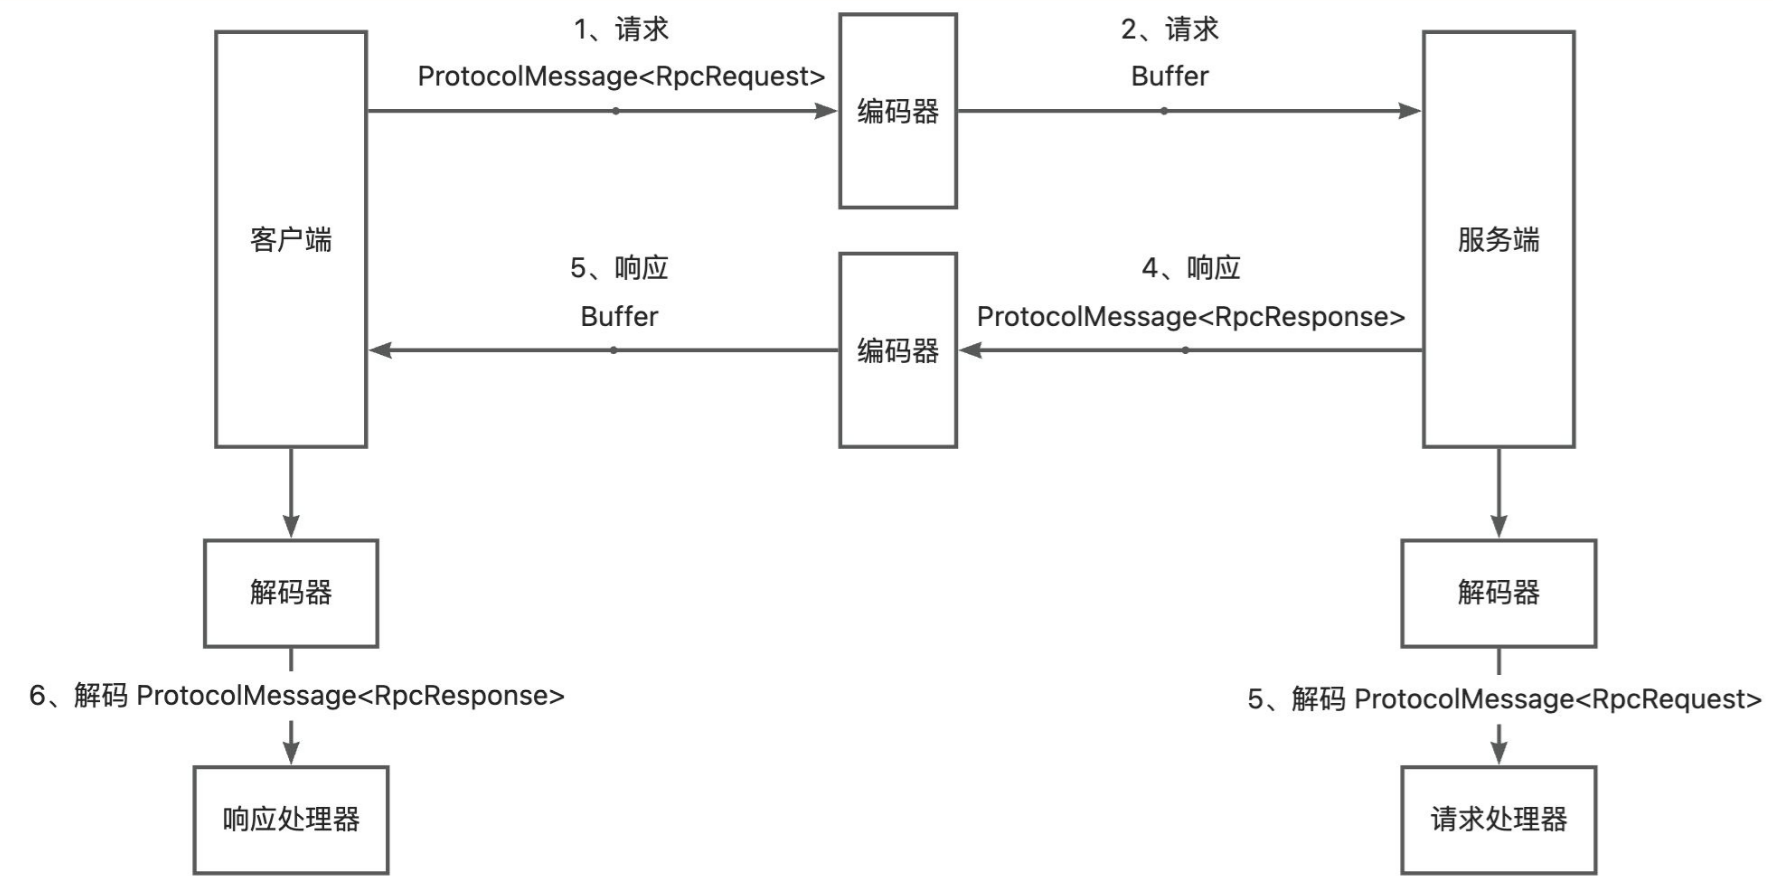 1、请求
ProtocolMessage<RpcRequest>
编码器
2、请求
Buffer
客户端
服务端
5、响应
Buffer
编码器
4、响应
ProtocolMessage<RpcResponse>
解码器
解码器
6、解码 ProtocolMessage<RpcResponse>
5、解码 ProtocolMessage<RpcRequest>
响应处理器
请求处理器